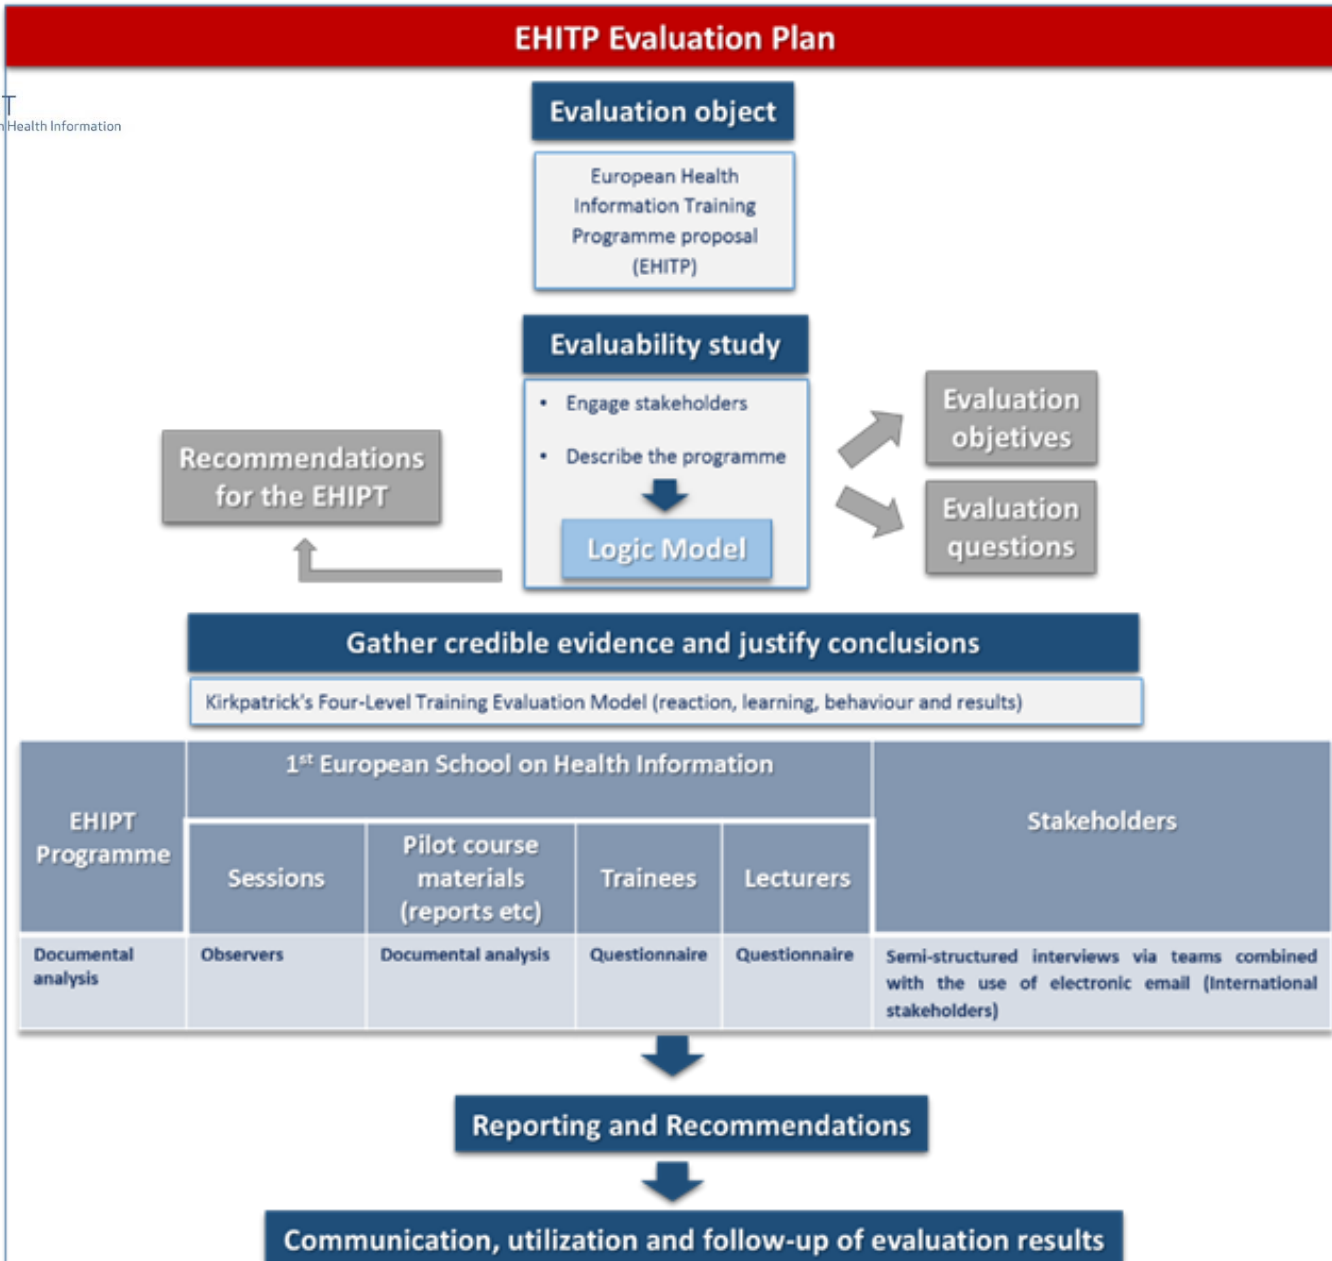 EHITP Evaluation Plan
T
Health Information
Evaluation object
European Health
Information Training
Programme proposal
(EHITP)
Evaluability study
• Engage stakeholders
• Describe the programme
Logic Model
Evaluation
objetives
Evaluation
questions
Recommendations
for the EHIPT
Gather credible evidence and justify conclusions
Kirkpatrick's Four-Level Training Evaluation Model (reaction, learning, behaviour and results)
EHIPT
Programme
1st European School on Health Information
Stakeholders
Sessions
Pilot course
materials
(reports etc)
Trainees
Lecturers
Documental
analysis
Observers
Documental analysis
Questionnaire
Questionnaire
Semi-structured interviews via teams combined
with the use of electronic email (International
stakeholders)
Reporting and Recommendations
Communication, utilization and follow-up of evaluation results